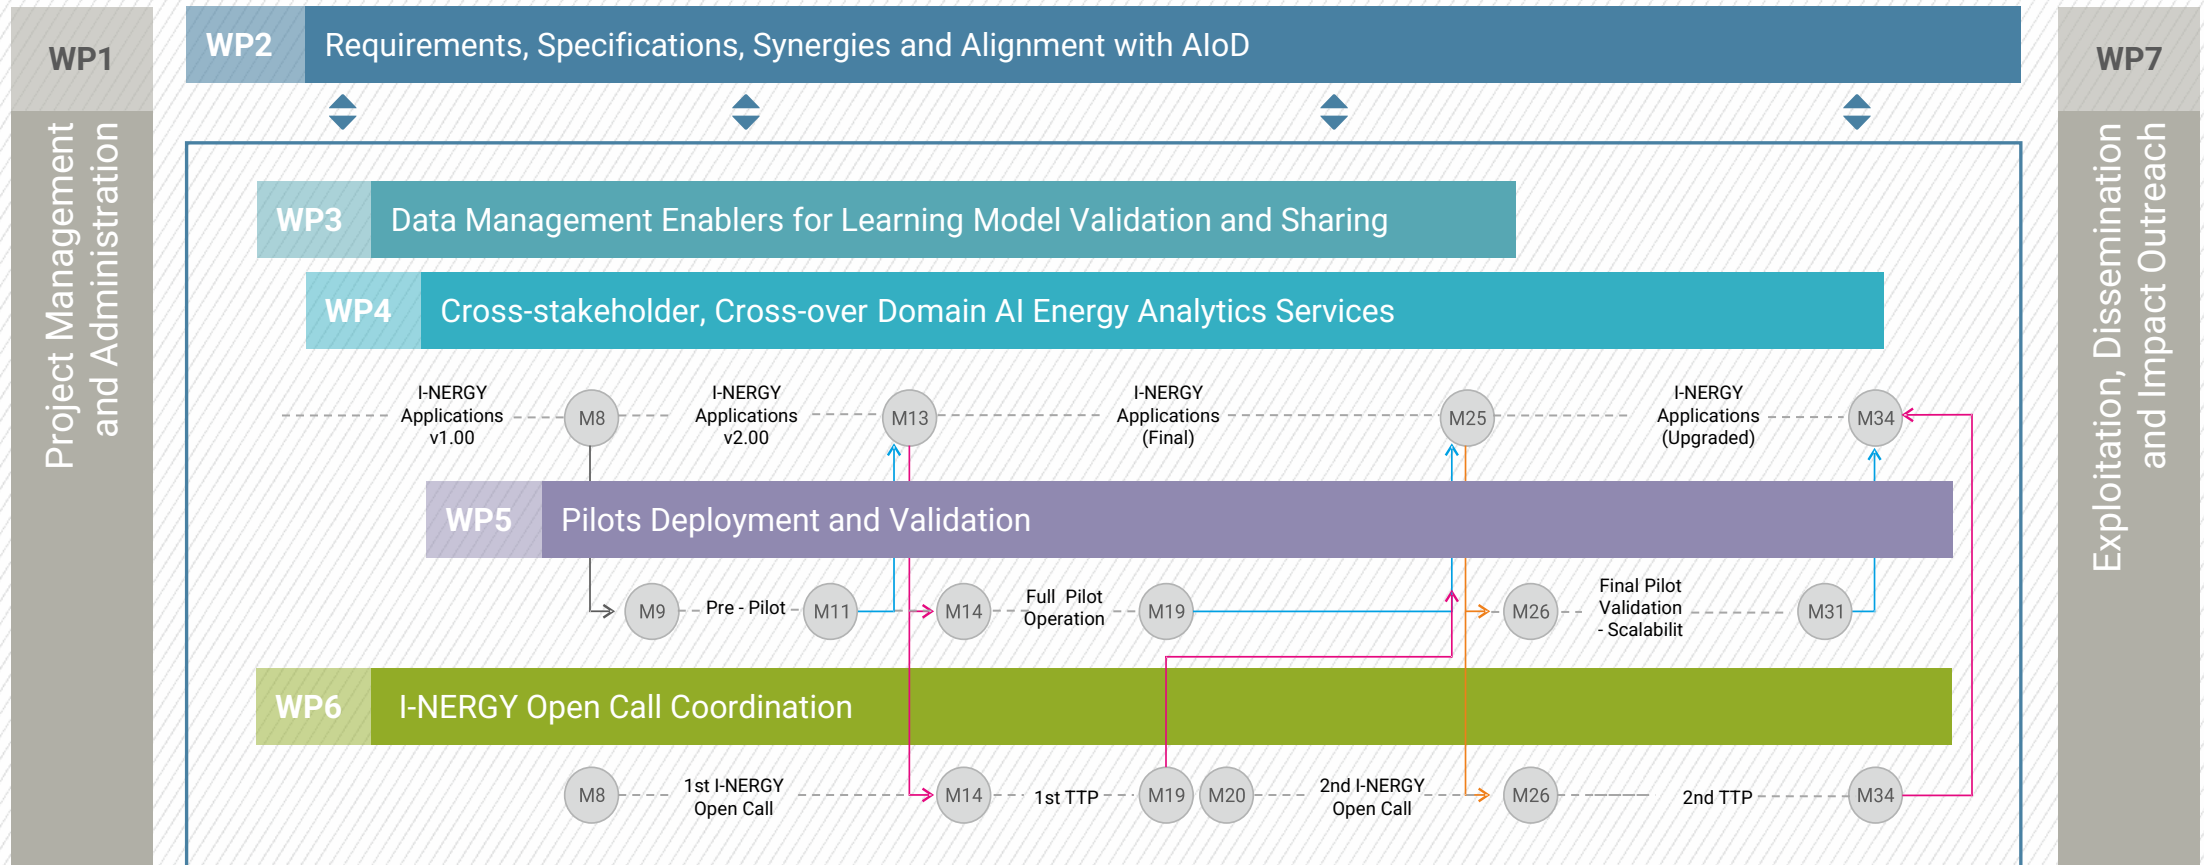 WP1
Project Management
and Administration
WP2
Requirements, Specifications, Synergies and Alignment with AIoD
WP7
Exploitation, Dissemination
and Impact Outreach
WP3
Data Management Enablers for Learning Model Validation and Sharing
WP4
Cross-stakeholder, Cross-over Domain AI Energy Analytics Services
I-NERGY
Applications
v1.00
M8
I-NERGY
Applications
v2.00
M13
I-NERGY
Applications
(Final)
M25
I-NERGY
Applications
(Upgraded)
M34
WP5
Pilots Deployment and Validation
M9
Pre - Pilot
M11
M14
Full Pilot
Operation
M19
M26
Final Pilot
Validation
- Scalabilit
M31
WP6
I-NERGY Open Call Coordination
M8
1st I-NERGY
Open Call
M14
1st TTP
M19
M20
2nd I-NERGY
Open Call
M26
2nd TTP
M34